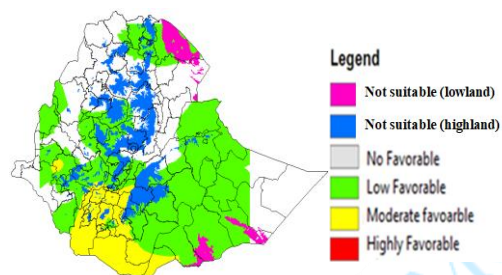 Legend
Not suitable (lowland)
Not suitable (highland)
No Favorable
Low Favorable
Moderate favoarble
Highly Favorable